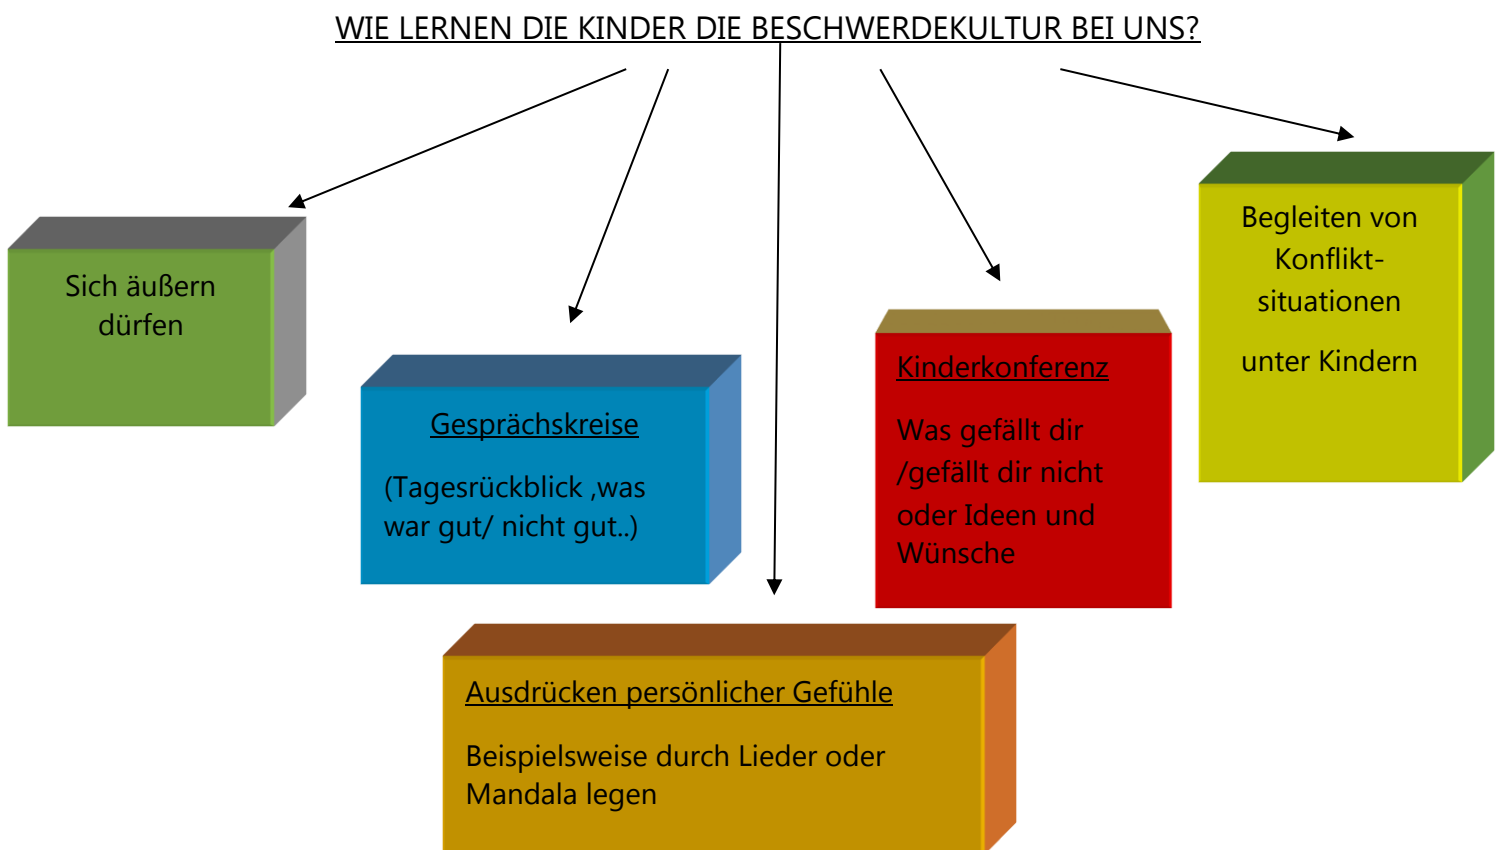 WIE LERNEN DIE KINDER DIE BESCHWERDEKULTUR BEI UNS?
Sich äußern
dürfen
Gesprächskreise
(Tagesrückblick ,was
war gut/ nicht gut..)
Ausdrücken persönlicher Gefühle
Beispielsweise durch Lieder oder
Mandala legen
Kinderkonferenz
Was gefällt dir
/gefällt dir nicht
oder Ideen und
Wünsche
Begleiten von
Konflikt-
situationen
unter Kindern